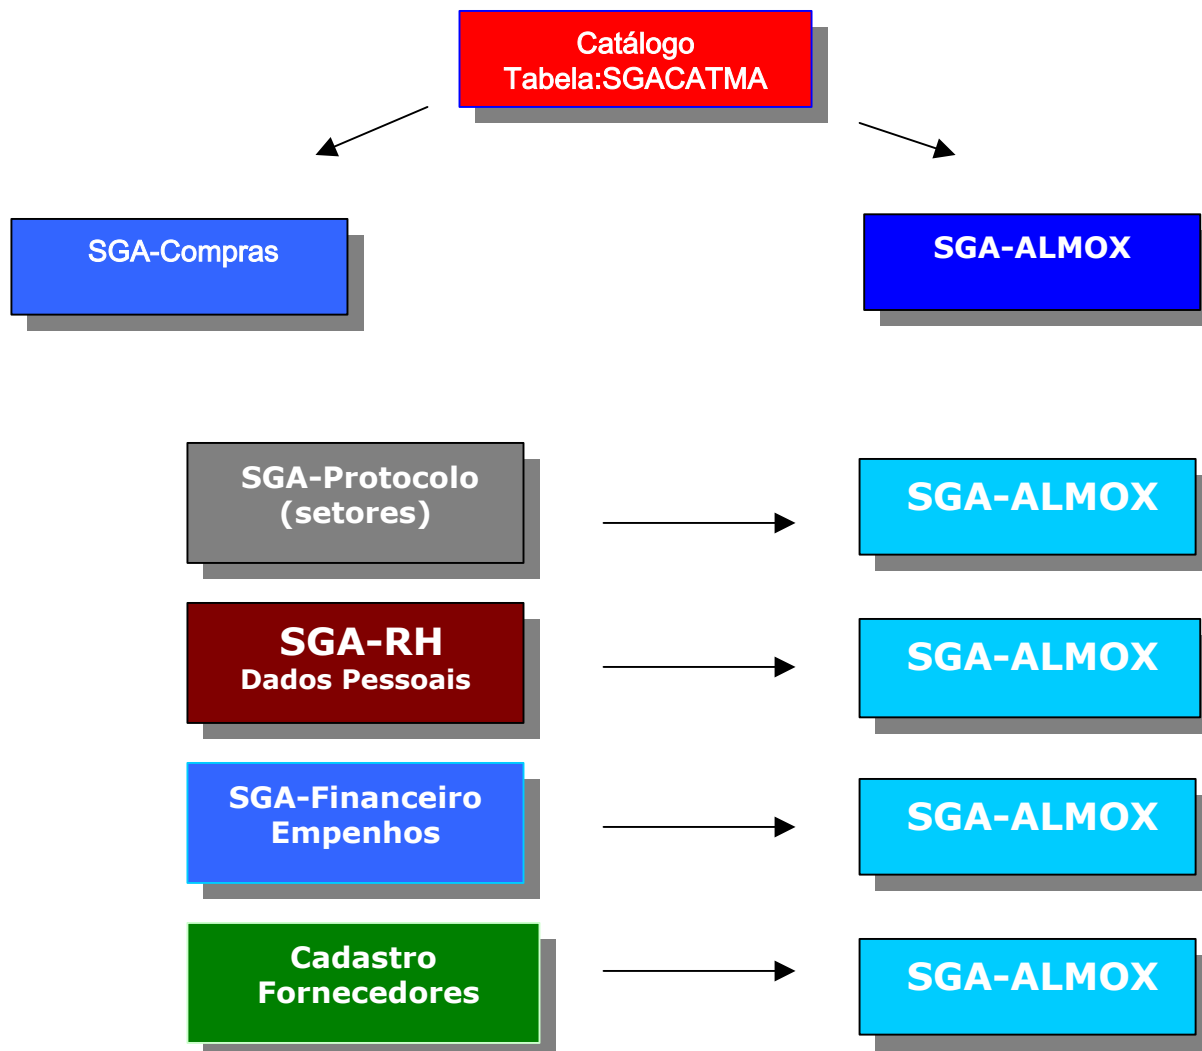 Catálogo
Tabela:SGACATMA
SGA-Compras
SGA-ALMOX
SGA-Protocolo
(setores)
SGA-ALMOX
SGA-RH
Dados Pessoais
SGA-ALMOX
SGA-Financeiro
Empenhos
SGA-ALMOX
Cadastro
Fornecedores
SGA-ALMOX